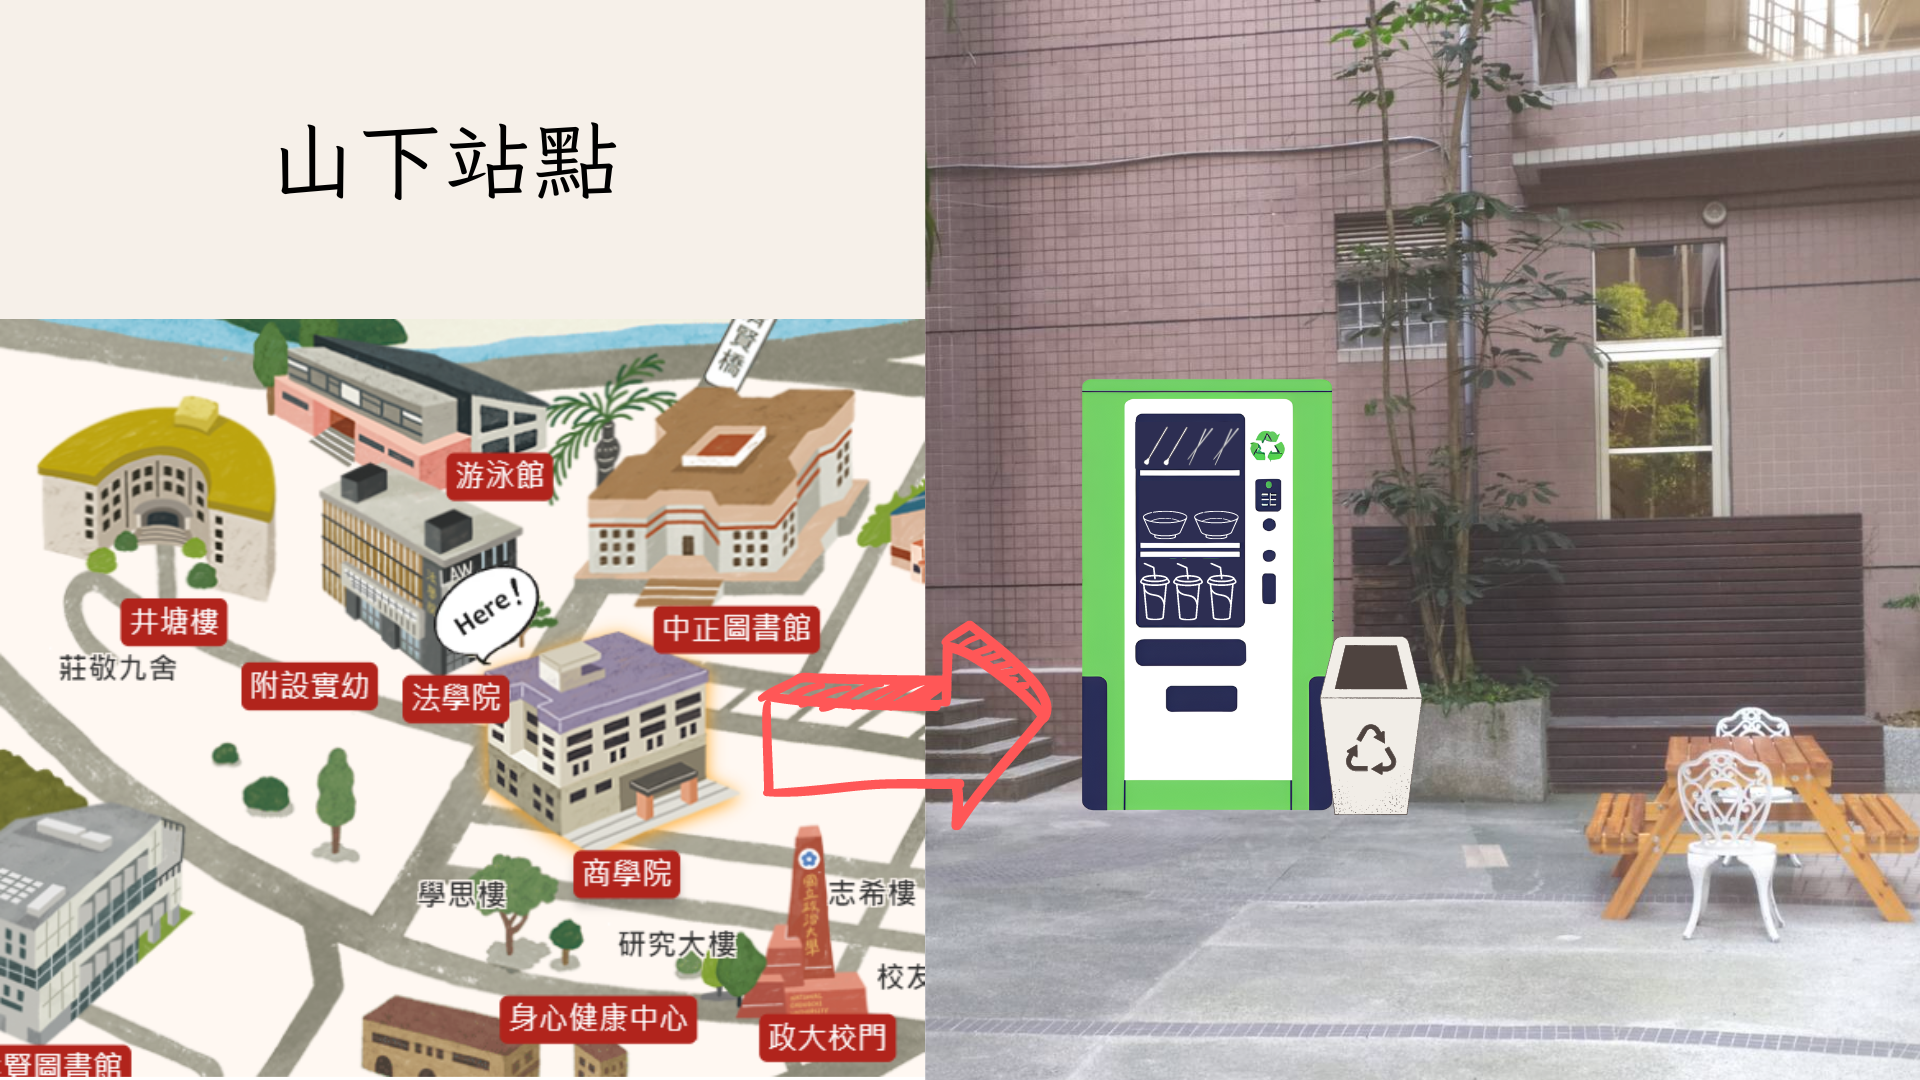 山下站點
賢橋
游泳館
LAW
Here!
井塘樓
中正圖書館
莊敬九舍
附設實幼
法學院
商學院
學思樓
志希樓
國立政治大學
研究大樓
校友
身心健康中心
政大校門
賢圖書館